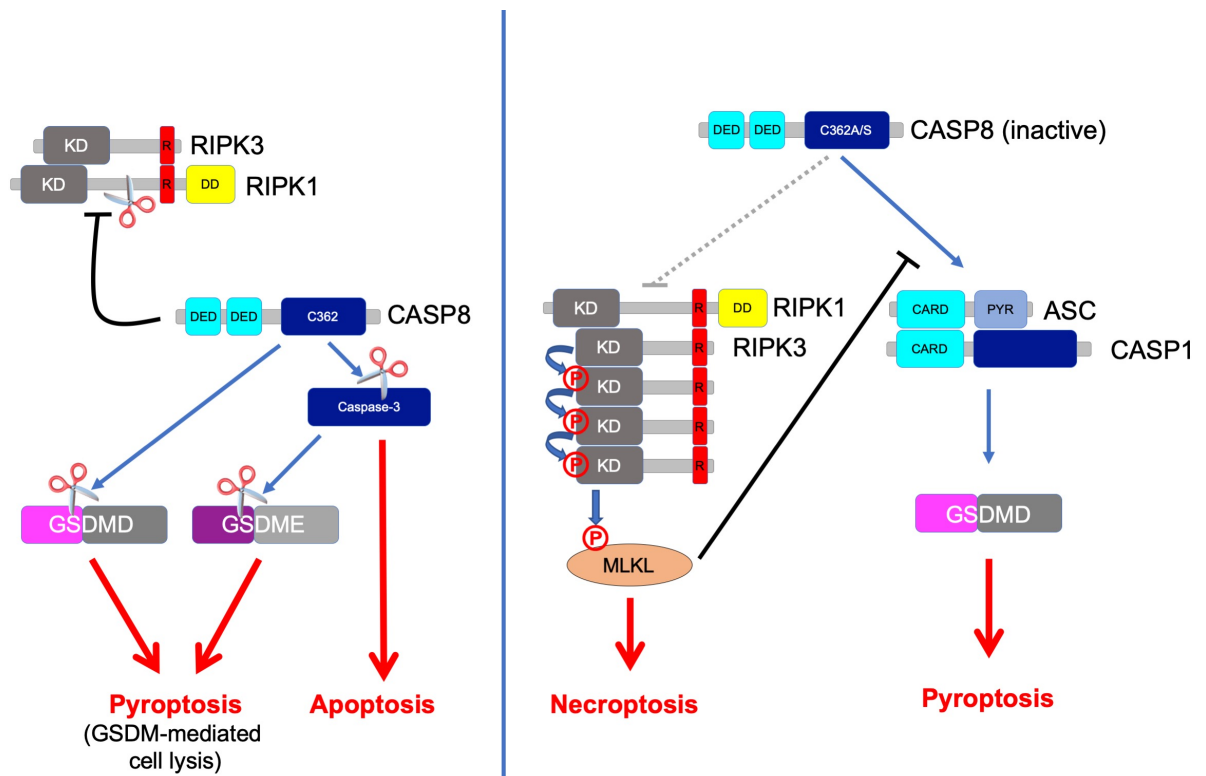 KD
R
RIPK3
KD
R
DD
RIPK1
DED
DED
C362
CASP8
Caspase-3
GSDMD
GSDME
Pyroptosis
(GSDM-mediated
cell lysis)
Apoptosis
DED
DED
C362A/S
CASP8 (inactive)
KD
R
DD
RIPK1
KD
R
RIPK3
P
KD
R
P
KD
R
P
KD
R
P
MLKL
Necroptosis
CARD
PYR
ASC
CARD
CASP1
GSDMD
Pyroptosis